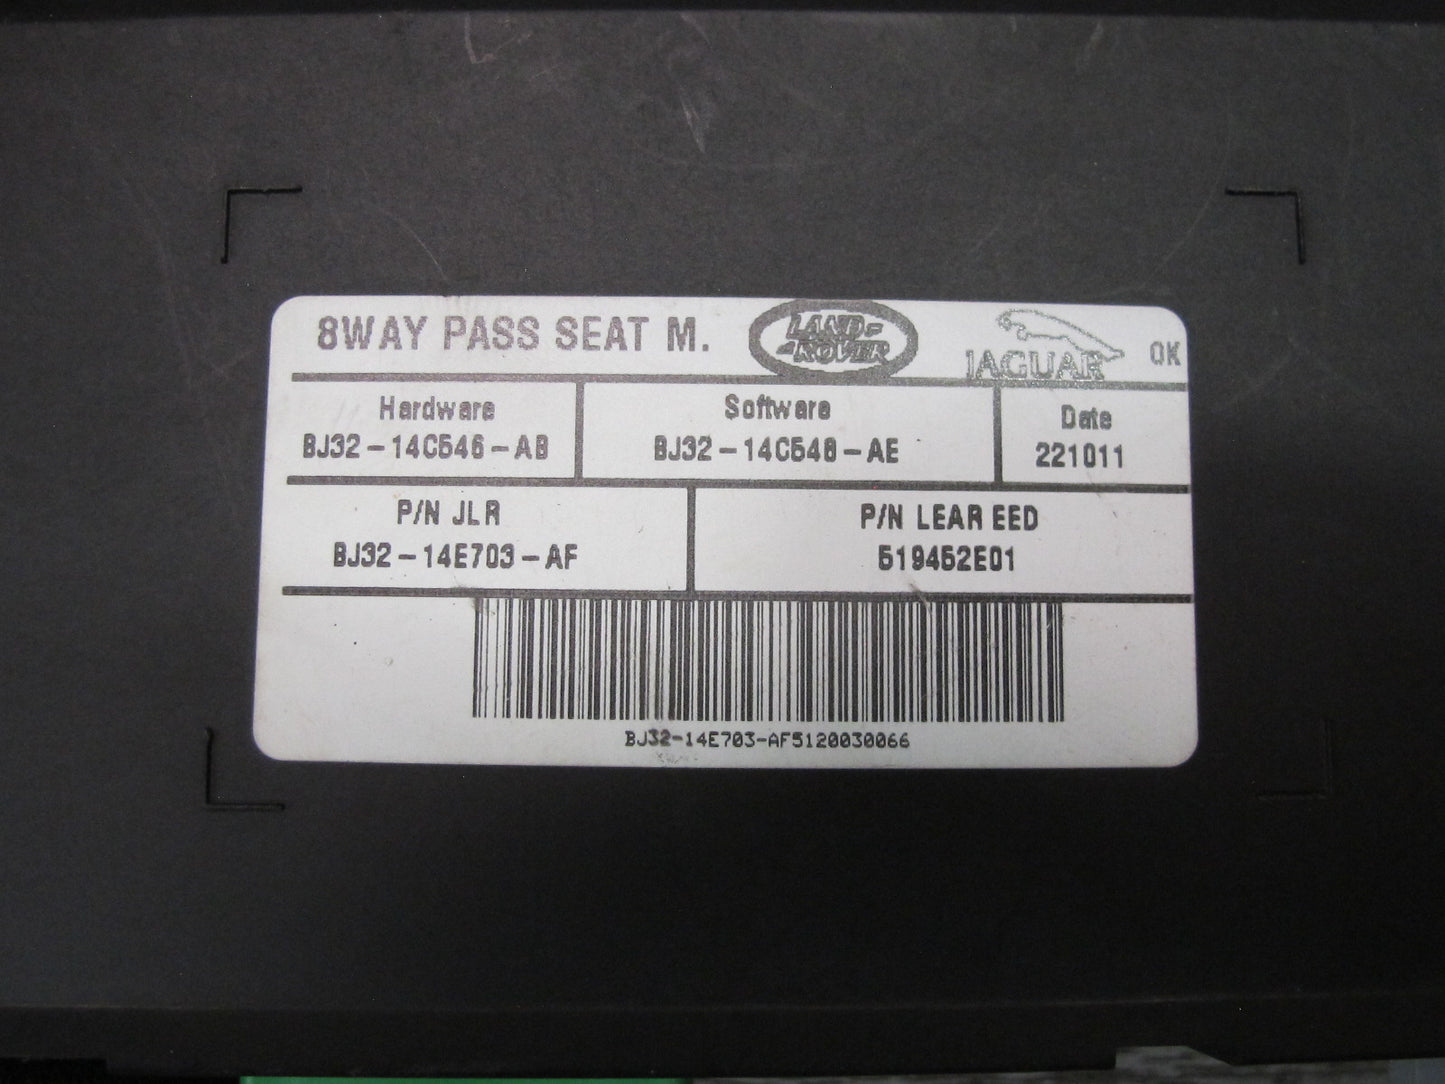 8WAY PASS SEAT M. LAND ROVER JAGUAR OK
Hardware Software Date
BJ32-14C546-AB BJ32-14C548-AE 221011
P/N JLR P/N LEAR EED
BJ32-14E703-AF 519452E01
BJ32-14E703-AF5120030066